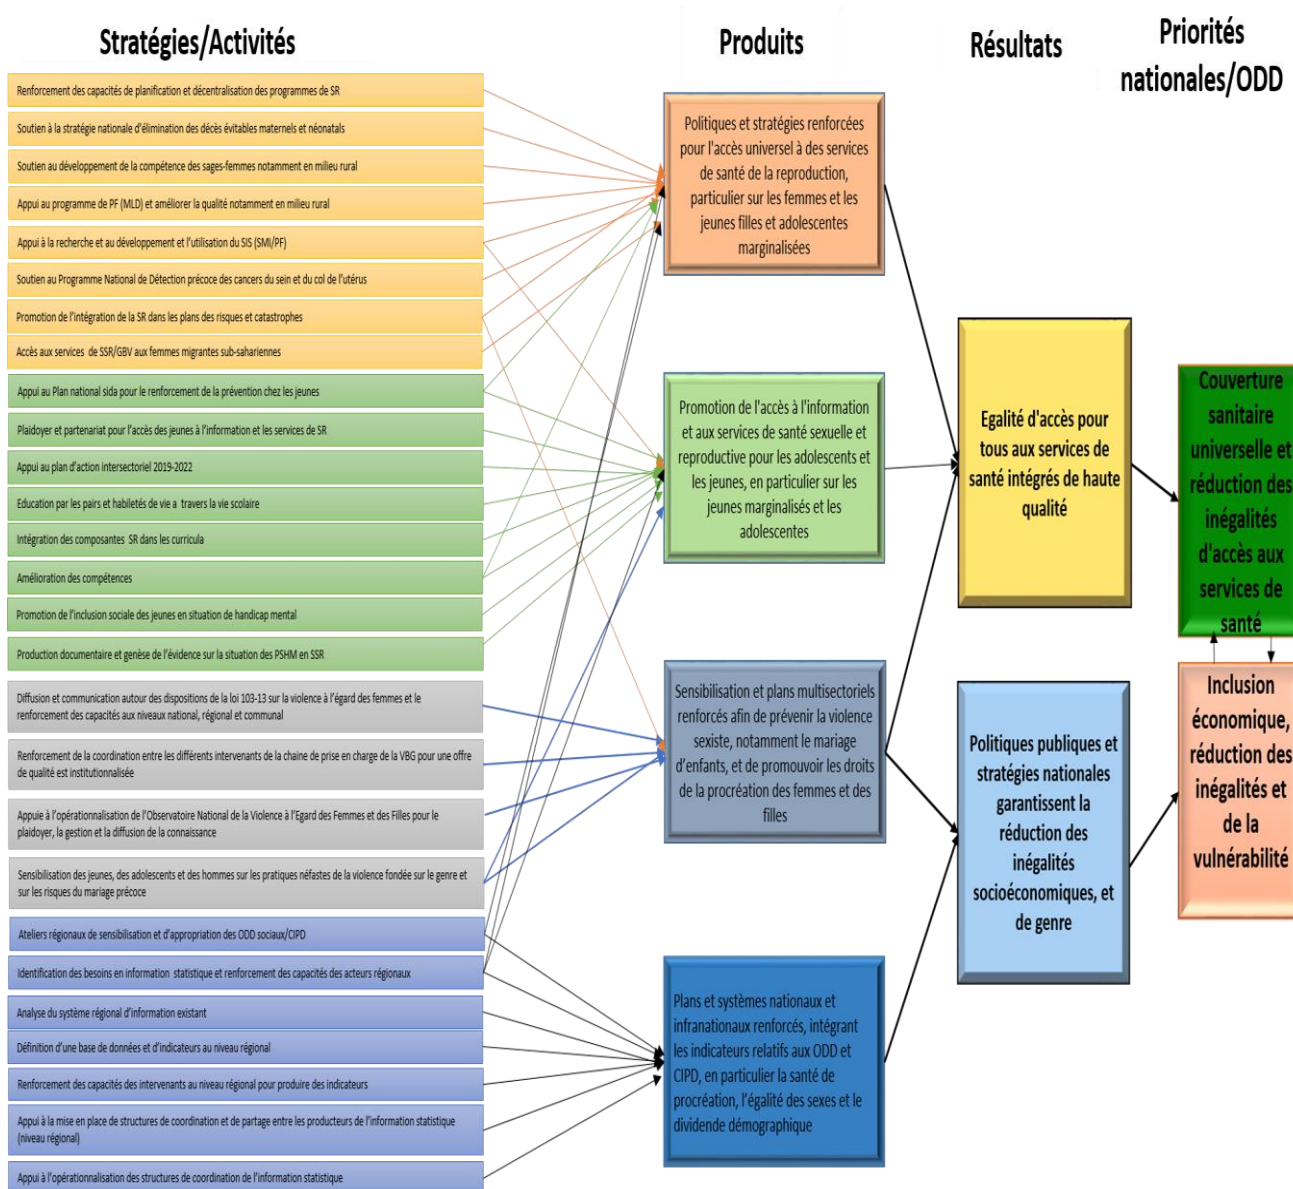 Stratégies/Activités
Produits
Résultats
Priorités
nationales/ODD
Renforcement des capacités de planification et décentralisation des programmes de SR
Soutien à la stratégie nationale d'élimination des décès évitables maternels et néonatals
Soutien au développement de la compétence des sages-femmes notamment en milieu rural
Appui au programme de PF (MLD) et améliorer la qualité notamment en milieu rural
Appui à la recherche et au développement et l'utilisation du SIS (SMI/PF)
Soutien au Programme National de Détection précoce des cancers du sein et du col de l'utérus
Promotion de l'intégration de la SR dans les plans des risques et catastrophes
Accès aux services de SSR/GBV aux femmes migrantes sub-sahariennes
Appui au Plan national sida pour le renforcement de la prévention chez les jeunes
Plaidoyer et partenariat pour l'accès des jeunes à l'information et les services de SR
Appui au plan d'action intersectoriel 2019-2022
Education par les pairs et habiletés de vie a travers la vie scolaire
Intégration des composantes SR dans les curricula
Amélioration des compétences
Promotion de l'inclusion sociale des jeunes en situation de handicap mental
Production documentaire et genèse de l'évidence sur la situation des PSHM en SSR
Diffusion et communication autour des dispositions de la loi 103-13 sur la violence à l'égard des femmes et le
renforcement des capacités aux niveaux national, régional et communal
Renforcement de la coordination entre les différents intervenants de la chaine de prise en charge de la VBG pour une offre
de qualité est institutionnalisée
Appuie à l'opérationnalisation de l'Observatoire National de la Violence à l'Egard des Femmes et des Filles pour le
plaidoyer, la gestion et la diffusion de la connaissance
Sensibilisation des jeunes, des adolescents et des hommes sur les pratiques néfastes de la violence fondée sur le genre et
sur les risques du mariage précoce
Ateliers régionaux de sensibilisation et d'appropriation des ODD sociaux/CIPD
Identification des besoins en information statistique et renforcement des capacités des acteurs régionaux
Analyse du système régional d'information existant
Définition d'une base de données et d'indicateurs au niveau régional
Renforcement des capacités des intervenants au niveau régional pour produire des indicateurs
Appui à la mise en place de structures de coordination et de partage entre les producteurs de l'information statistique
(niveau régional)
Appui à l'opérationnalisation des structures de coordination de l'information statistique
Politiques et stratégies renforcées
pour l'accès universel à des services
de santé de la reproduction,
particulier sur les femmes et les
jeunes filles et adolescentes
marginalisées
Promotion de l'accès à l'information
et aux services de santé sexuelle et
reproductive pour les adolescents et
les jeunes, en particulier sur les
jeunes marginalisés et les
adolescentes
Sensibilisation et plans multisectoriels
renforcés afin de prévenir la violence
sexiste, notamment le mariage
d'enfants, et de promouvoir les droits
de la procréation des femmes et des
filles
Plans et systèmes nationaux et
infranationaux renforcés, intégrant
les indicateurs relatifs aux ODD et
CIPD, en particulier la santé de
procréation, l'égalité des sexes et le
dividende démographique
Egalité d'accès pour
tous aux services de
santé intégrés de haute
qualité
Politiques publiques et
stratégies nationales
garantissent la
réduction des
inégalités
socioéconomiques, et
de genre
Couverture
sanitaire
universelle et
réduction des
inégalités
d'accès aux
services de
santé
Inclusion
économique,
réduction des
inégalités et
de la
vulnérabilité